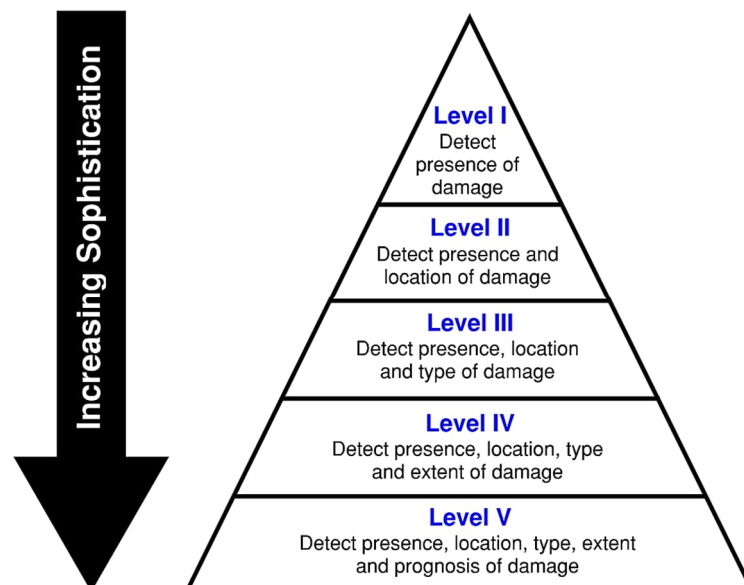 Increasing Sophistication
Level I
Detect
presence of
damage
Level II
Detect presence and
location of damage
Level III
Detect presence, location
and type of damage
Level IV
Detect presence, location, type
and extent of damage
Level V
Detect presence, location, type, extent
and prognosis of damage